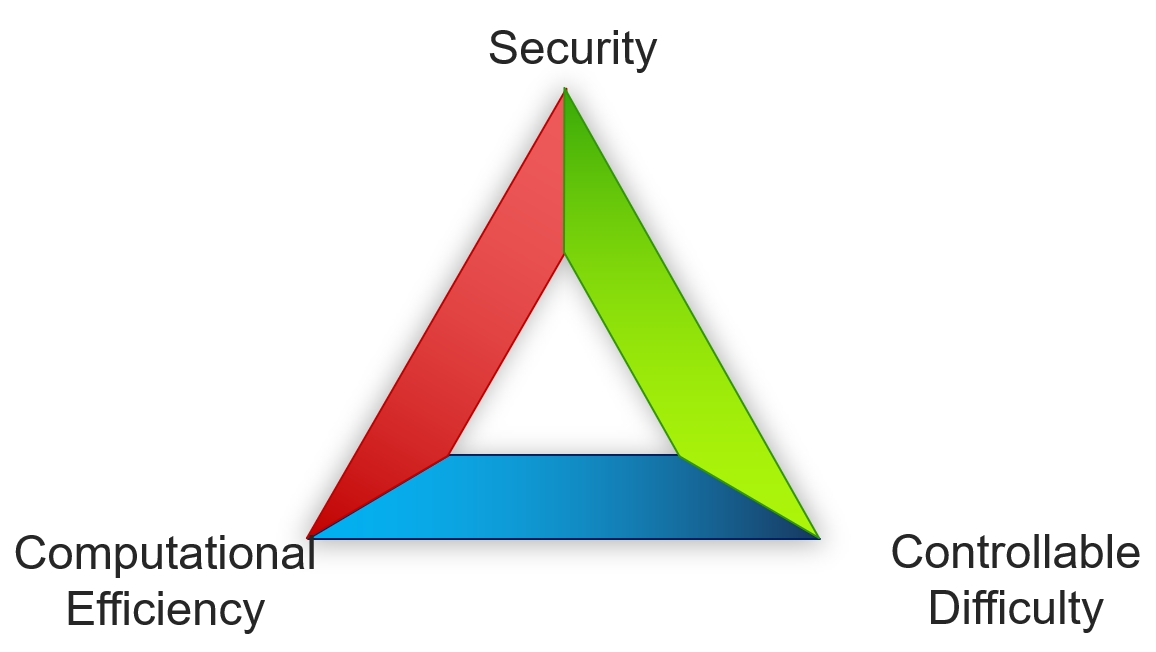 Security
Computational
Efficiency
Controllable
Difficulty